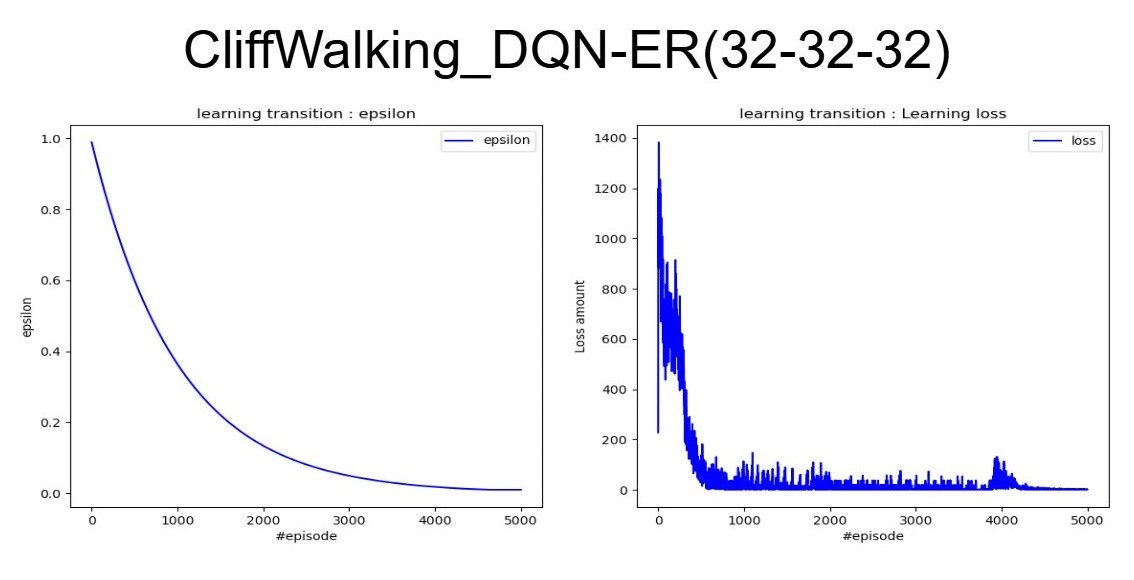 CliffWalking_DQN-ER(32-32-32)
learning transition : epsilon
epsilon
1.0
0.8
0.6
0.4
0.2
0.0
epsilon
0
1000
2000
3000
4000
5000
#episode
learning transition : Learning loss
loss
1400
1200
1000
800
600
400
200
0
Loss amount
0
1000
2000
3000
4000
5000
#episode